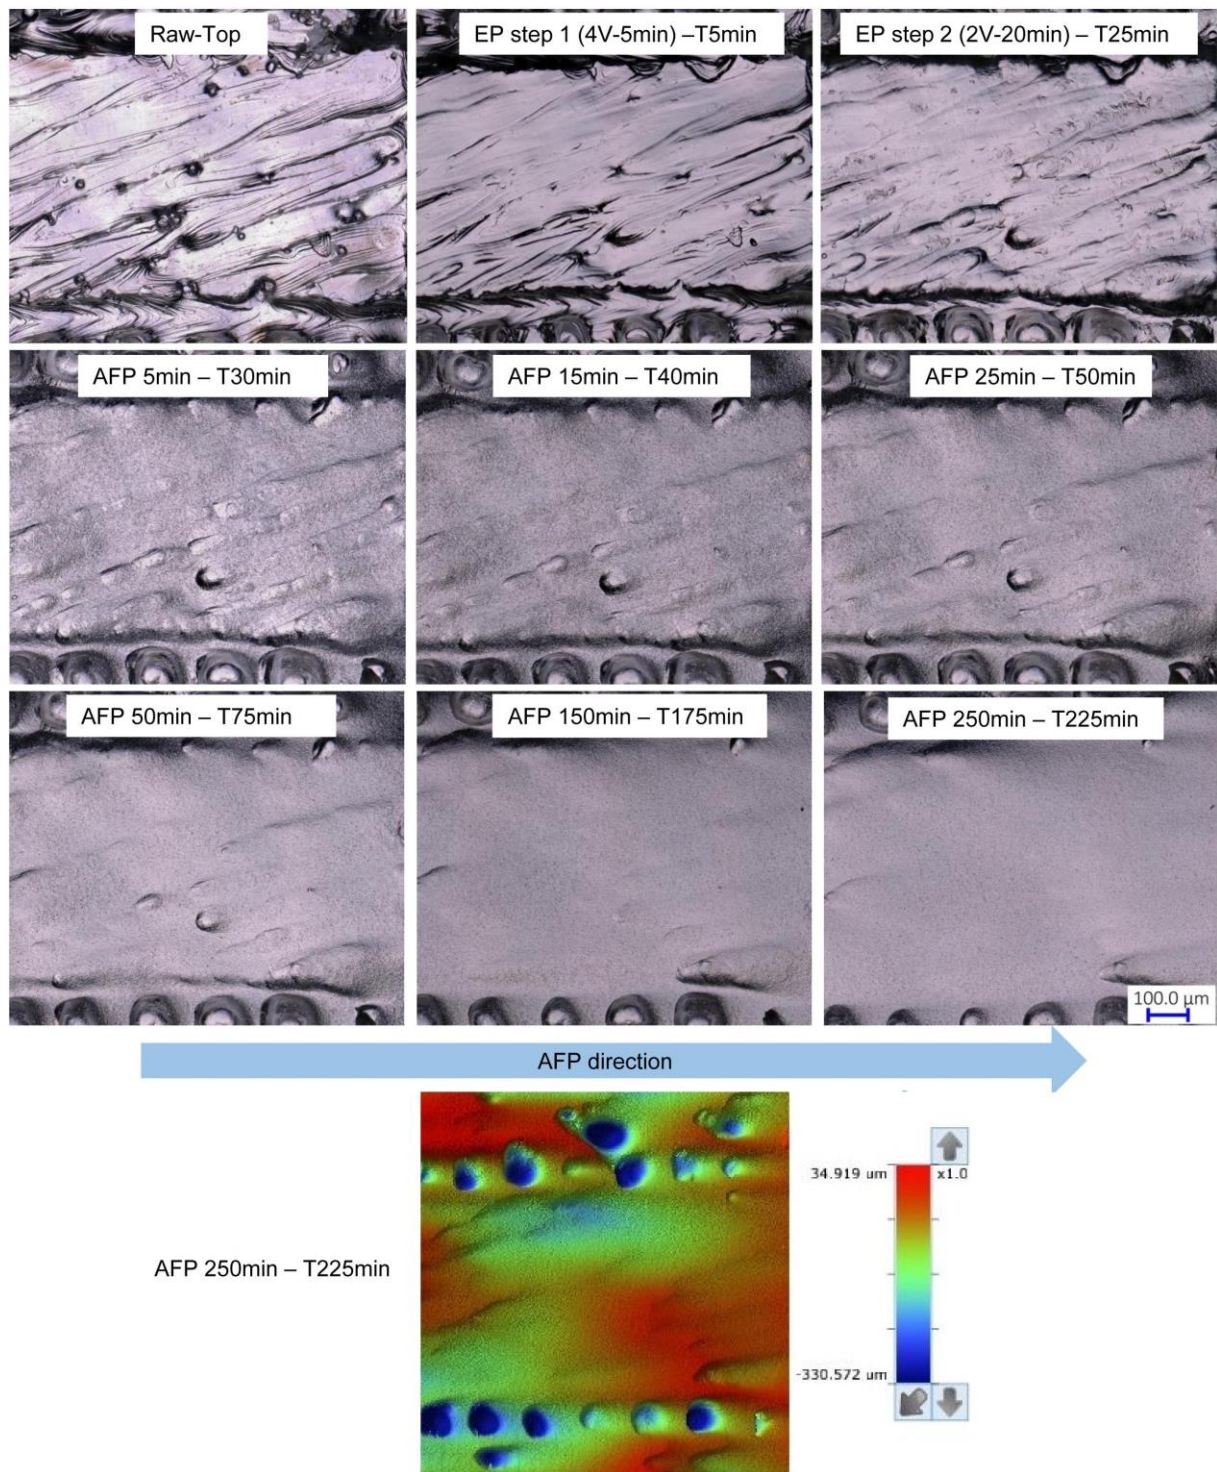 Raw-Top
EP step 1 (4V-5min) –T5min
EP step 2 (2V-20min) – T25min
AFP 5min – T30min
AFP 15min – T40min
AFP 25min – T50min
AFP 50min – T75min
AFP 150min – T175min
AFP 250min – T225min
100.0 µm
AFP direction
AFP 250min – T225min
34.919 um
x1.0
-330.572 um